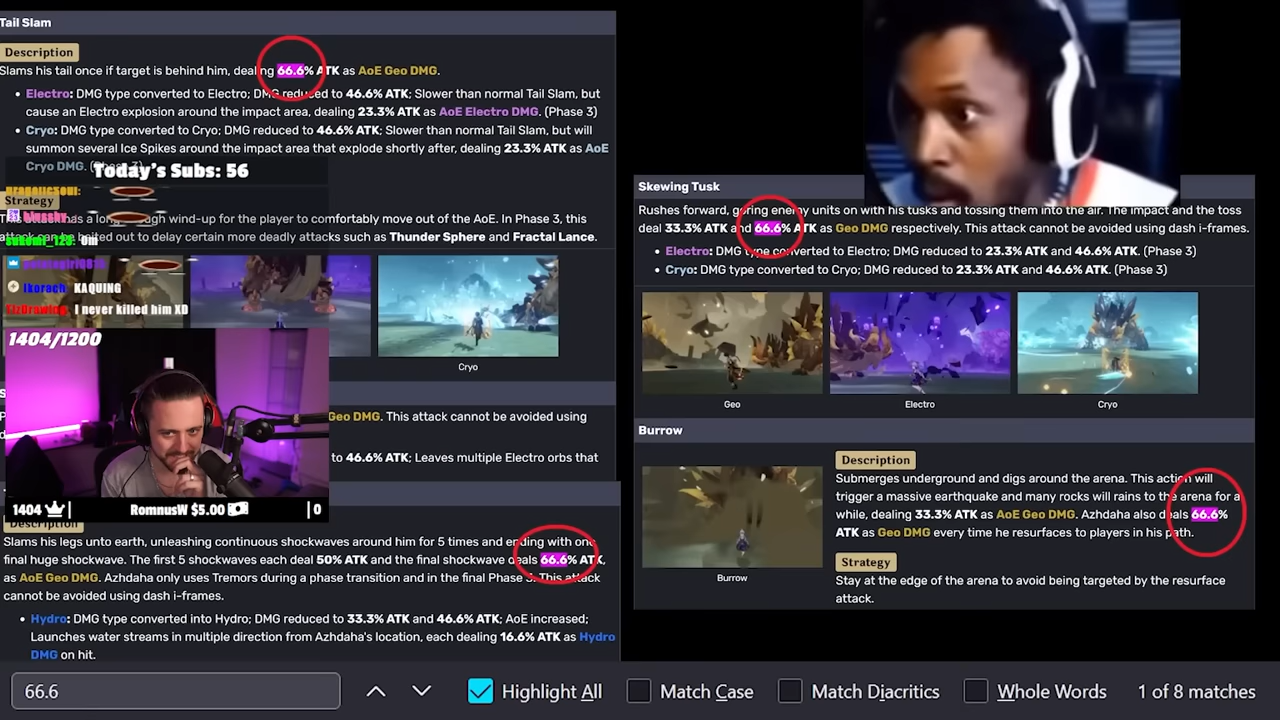 Tail Slam
Description
Slams his tail once if target is behind him, dealing 66.6% ATK as AoE Geo DMG.
Electro: DMG type converted to Electro; DMG reduced to 46.6% ATK; Slower than normal Tail Slam, but
cause an Electro explosion around the impact area, dealing 23.3% ATK as AoE Electro DMG. (Phase 3)
Cryo: DMG type converted to Cryo; DMG reduced to 46.6% ATK; Slower than normal Tail Slam, but will
summon several Ice Spikes around the impact area that explode shortly after, dealing 23.3% ATK as AoE
Cryo DMG.
Today's Subs: 56
Strategy
wind-up for the player to comfortably move out of the AoE. In Phase 3, this
attack can be baited out to delay certain more deadly attacks such as Thunder Sphere and Fractal Lance.
Om
Ikorach KAQUING
I never killed him XD
Cryo
1404/1200
Geo DMG. This attack cannot be avoided using
to 46.6% ATK; Leaves multiple Electro orbs that
1404 | RomnusW $5.00 | 0
Description
Slams his legs unto earth, unleashing continuous shockwaves around him for 5 times and ending with one
final huge shockwave. The first 5 shockwaves each deal 50% ATK and the final shockwave deals 66.6% ATK,
as AoE Geo DMG. Azhdaha only uses Tremors during a phase transition and in the final Phase 3. This attack
cannot be avoided using dash i-frames.
Hydro: DMG type converted into Hydro; DMG reduced to 33.3% ATK and 46.6% ATK; AoE increased;
Launches water streams in multiple direction from Azhdaha's location, each dealing 16.6% ATK as Hydro
DMG on hit.
Skewing Tusk
Rushes forward, goring enemy units on with his tusks and tossing them into the air. The impact and the toss
deal 33.3% ATK and 66.6% ATK as Geo DMG respectively. This attack cannot be avoided using dash i-frames.
Electro: DMG type converted to Electro; DMG reduced to 23.3% ATK and 46.6% ATK. (Phase 3)
Cryo: DMG type converted to Cryo; DMG reduced to 23.3% ATK and 46.6% ATK. (Phase 3)
Geo
Electro
Cryo
Burrow
Description
Submerges underground and digs around the arena. This action will
trigger a massive earthquake and many rocks will rains to the arena for a
while, dealing 33.3% ATK as AoE Geo DMG. Azhdaha also deals 66.6%
ATK as Geo DMG every time he resurfaces to players in his path.
Burrow
Strategy
Stay at the edge of the arena to avoid being targeted by the resurface
attack.
66.6
Highlight All
Match Case
Match Diacritics
Whole Words
1 of 8 matches